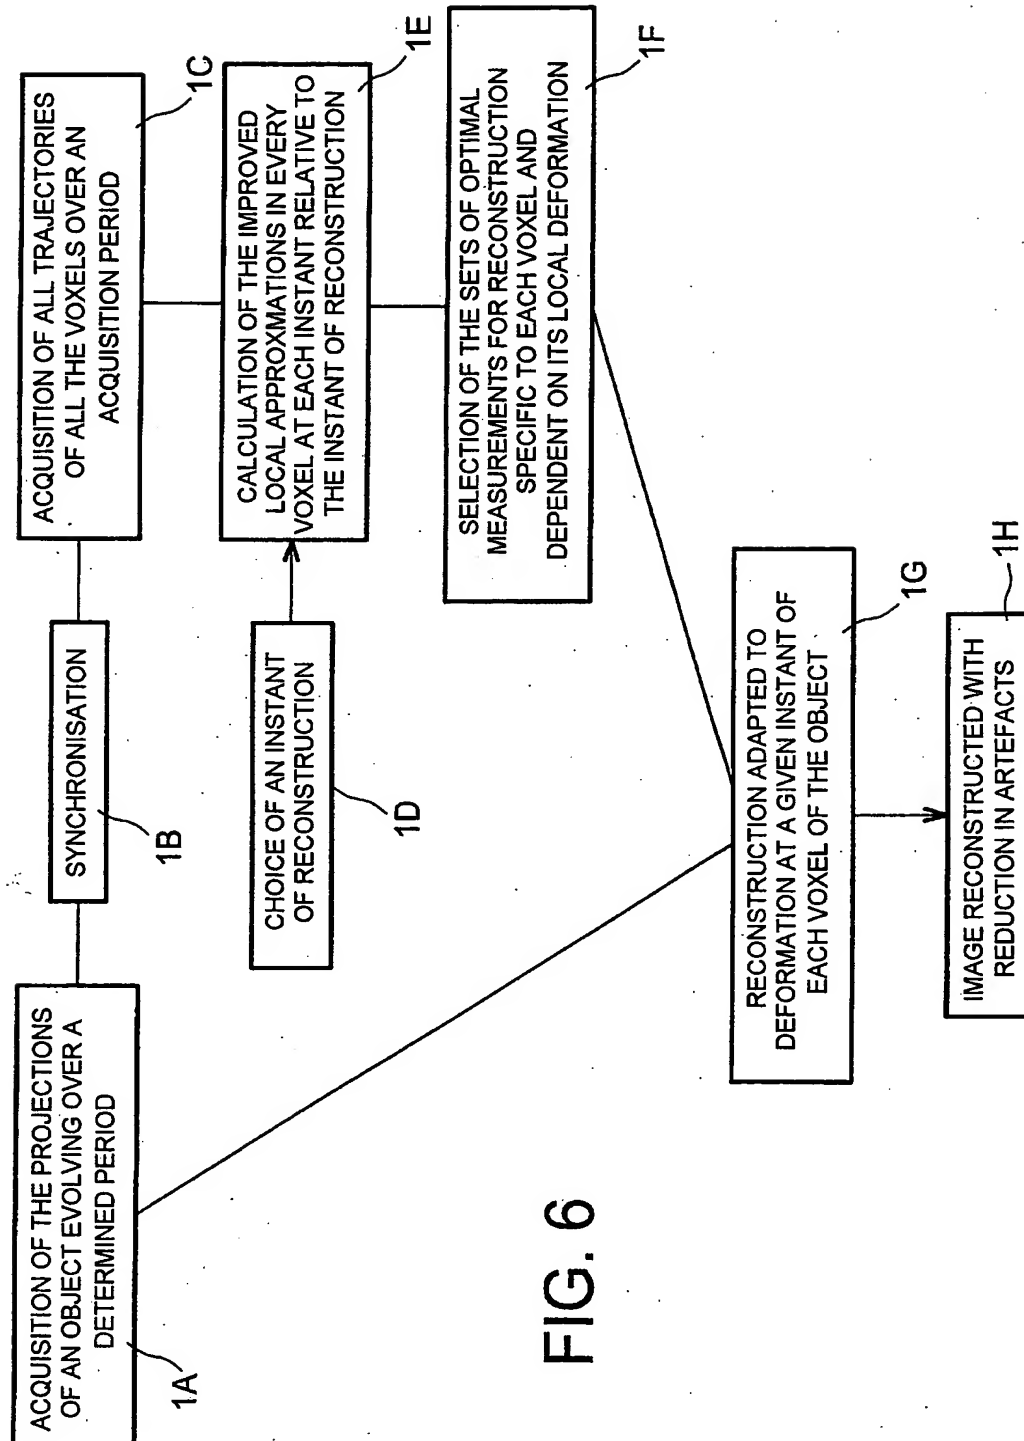 ACQUISITION OF THE PROJECTIONS
OF AN OBJECT EVOLVING OVER A
DETERMINED PERIOD
1A
SYNCHRONISATION
1B
ACQUISITION OF ALL TRAJECTORIES
OF ALL THE VOXELS OVER AN
ACQUISITION PERIOD
1C
CHOICE OF AN INSTANT
OF RECONSTRUCTION
1D
CALCULATION OF THE IMPROVED
LOCAL APPROXMATIONS IN EVERY
VOXEL AT EACH INSTANT RELATIVE TO
THE INSTANT OF RECONSTRUCTION
1E
SELECTION OF THE SETS OF OPTIMAL
MEASUREMENTS FOR RECONSTRUCTION
SPECIFIC TO EACH VOXEL AND
DEPENDENT ON ITS LOCAL DEFORMATION
1F
RECONSTRUCTION ADAPTED TO
DEFORMATION AT A GIVEN INSTANT OF
EACH VOXEL OF THE OBJECT
1G
IMAGE RECONSTRUCTED WITH
REDUCTION IN ARTEFACTS
1H
FIG. 6